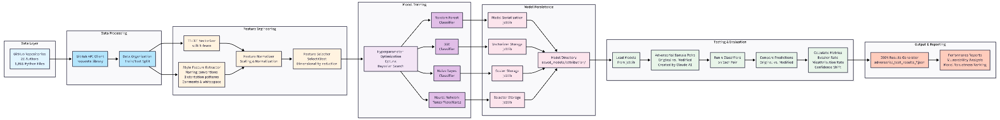 Data Layer
GitHub Repositories
20 Authors
1,866 Python Files
Data Processing
GitHub API Client
requests library
Data Organization
Train/Test Split
Feature Engineering
TF-IDF Vectorizer
scikit-learn
Style Feature Extractor
Naming conventions
Indentation patterns
Comments & whitespace
Feature Normalizer
Scaling & Normalization
Feature Selector
SelectKBest
Dimensionality reduction
Model Training
Hyperparameter
Optimization
Optuna
Bayesian Search
Random Forest
Classifier
SGD
Classifier
Naive Bayes
Classifier
Neural Network
TensorFlow/Keras
Model Persistence
Model Serialization
joblib
Vectorizer Storage
joblib
Scaler Storage
joblib
Selector Storage
joblib
Model Directory
saved_models/attribution/
Testing & Evaluation
Load Models
from joblib
Adversarial Sample Pairs
Original vs. Modified
Created by Claude AI
Run 4 Classifiers
on Each Pair
Compare Predictions
Original vs. Modified
Calculate Metrics
Evasion Rate
Misattribution Rate
Confidence Shift
Output & Reporting
JSON Results Generator
adversarial_test_results_*.json
Performance Reports
Vulnerability Analysis
Model Robustness Ranking